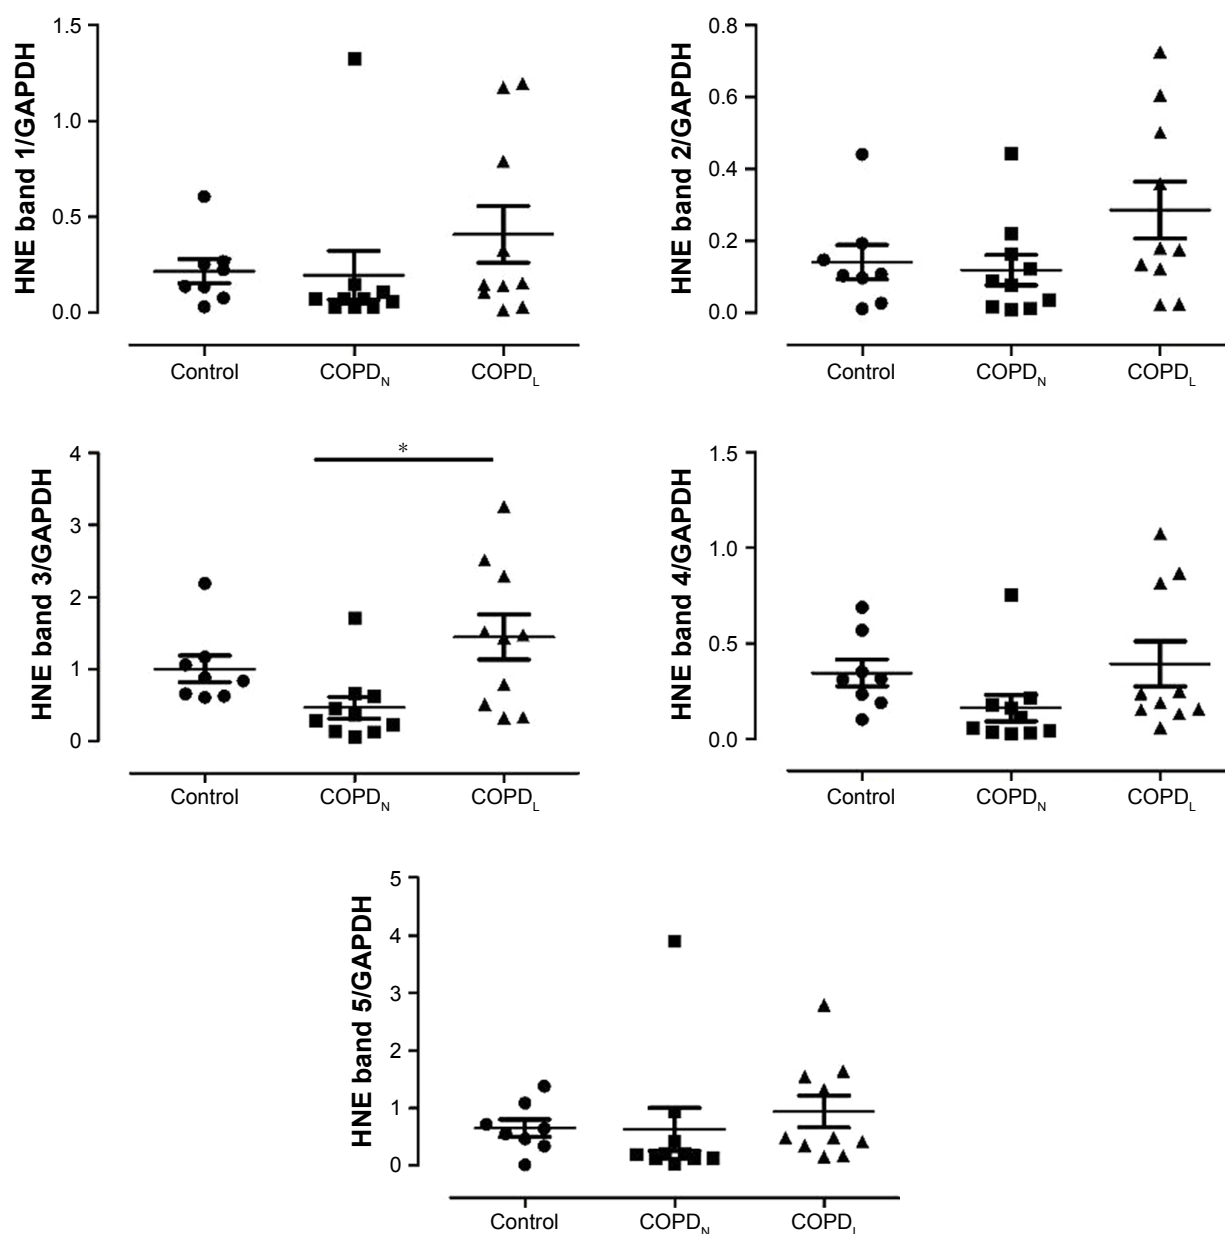 HNE band 1/GAPDH
1.5
1.0
0.5
0.0
Control COPDN COPDL
HNE band 2/GAPDH
0.8
0.6
0.4
0.2
0.0
Control COPDN COPDL
HNE band 3/GAPDH
4
3
2
1
0
*
Control COPDN COPDL
HNE band 4/GAPDH
1.5
1.0
0.5
0.0
Control COPDN COPDL
HNE band 5/GAPDH
5
4
3
2
1
0
Control COPDN COPDL